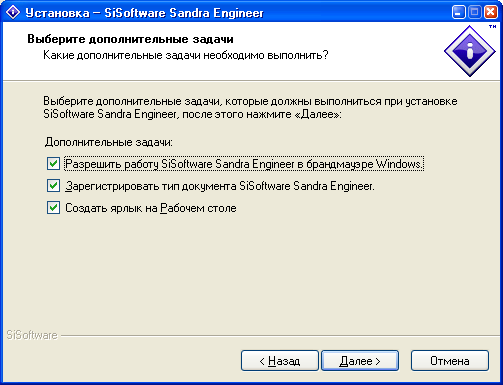 Установка – SiSoftware Sandra Engineer
TM
Выберите дополнительные задачи
Какие дополнительные задачи необходимо выполнить?
Выберите дополнительные задачи, которые должны выполниться при установке
SiSoftware Sandra Engineer, после этого нажмите «Далее»:
Дополнительные задачи:
Разрешить работу SiSoftware Sandra Engineer в брандмауэре Windows.
Зарегистрировать тип документа SiSoftware Sandra Engineer.
Создать ярлык на Рабочем столе
SiSoftware
< Назад
Далее >
Отмена